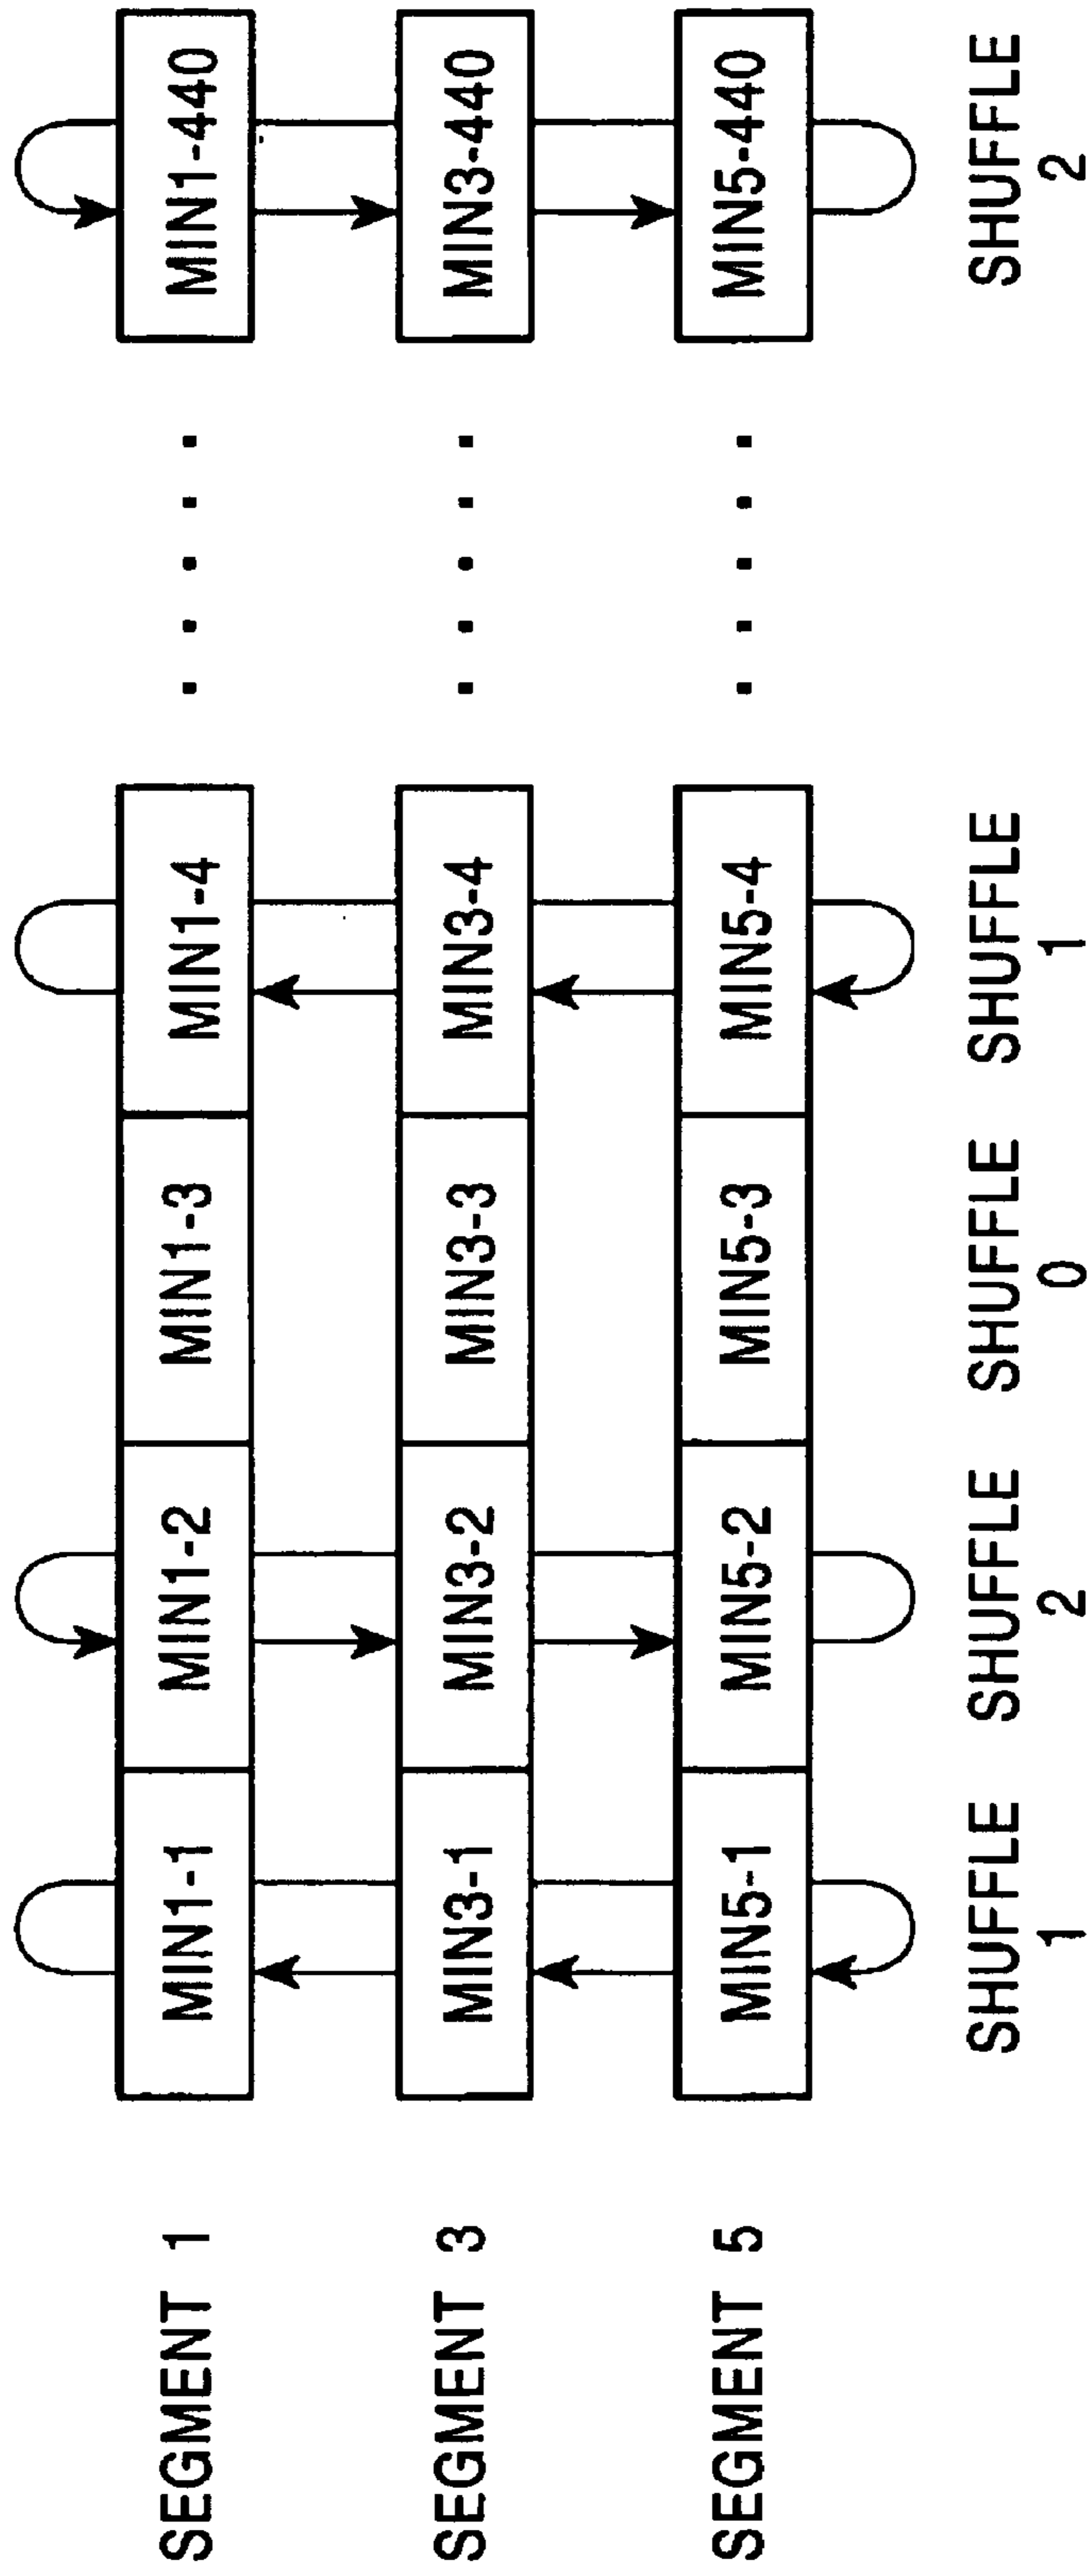 SEGMENT 1 MIN1-1 MIN1-2 MIN1-3 MIN1-4 MIN1-440
SEGMENT 3 MIN3-1 MIN3-2 MIN3-3 MIN3-4 MIN3-440
SEGMENT 5 MIN5-1 MIN5-2 MIN5-3 MIN5-4 MIN5-440
SHUFFLE SHUFFLE SHUFFLE SHUFFLE SHUFFLE
1 2 0 1 2